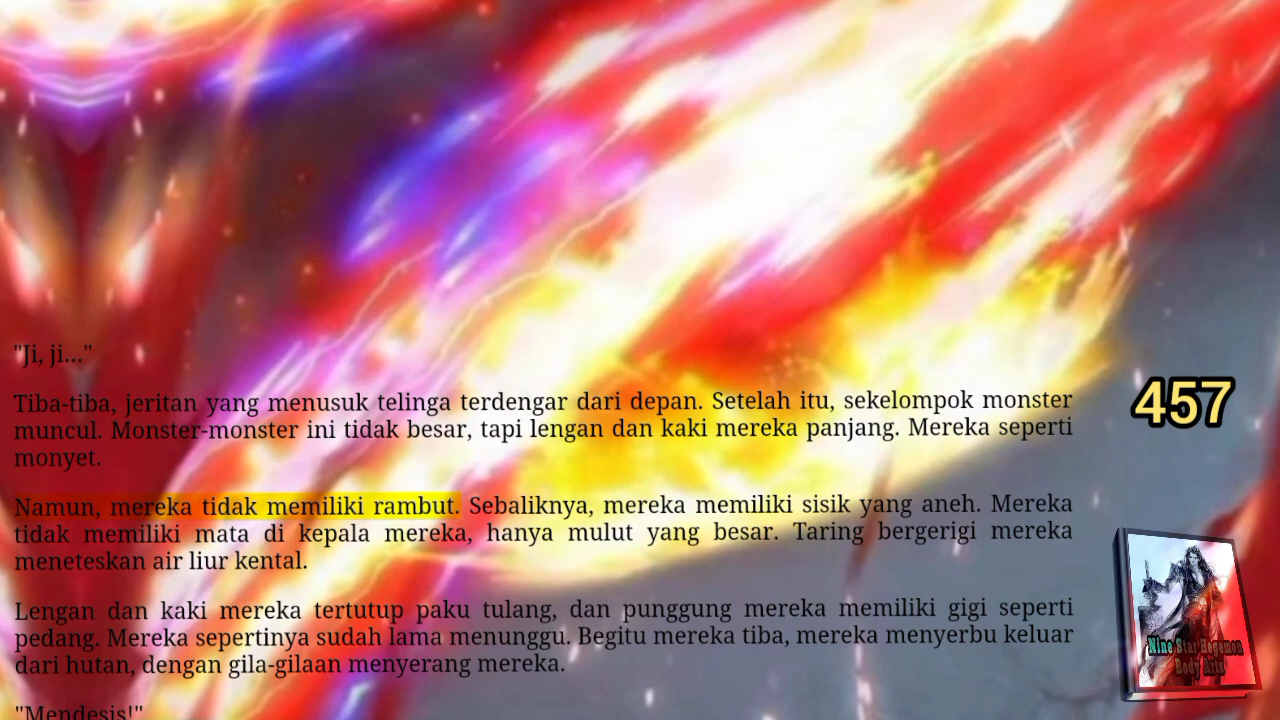 "Ji, ji..."
Tiba-tiba, jeritan yang menusuk telinga terdengar dari depan. Setelah itu, sekelompok monster
muncul. Monster-monster ini tidak besar, tapi lengan dan kaki mereka panjang. Mereka seperti
monyet.
Namun, mereka tidak memiliki rambut. Sebaliknya, mereka memiliki sisik yang aneh. Mereka
tidak memiliki mata di kepala mereka, hanya mulut yang besar. Taring bergerigi mereka
meneteskan air liur kental.
Lengan dan kaki mereka tertutup paku tulang, dan punggung mereka memiliki gigi seperti
pedang. Mereka sepertinya sudah lama menunggu. Begitu mereka tiba, mereka menyerbu keluar
dari hutan, dengan gila-gilaan menyerang mereka.
"Mendesis!"
457
Nine Star Hegemon
Body Arts